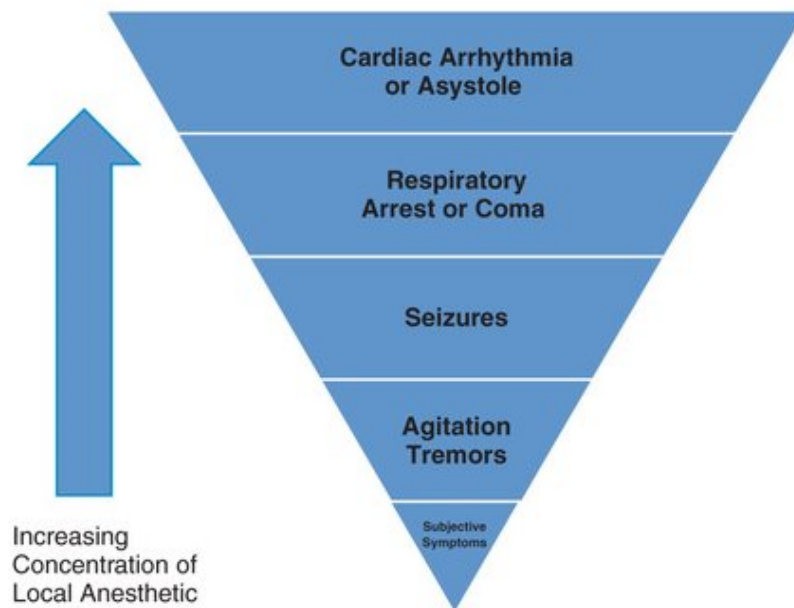 Cardiac Arrhythmia
or Asystole
Respiratory
Arrest or Coma
Seizures
Agitation
Tremors
Subjective
Symptoms
Increasing
Concentration of
Local Anesthetic